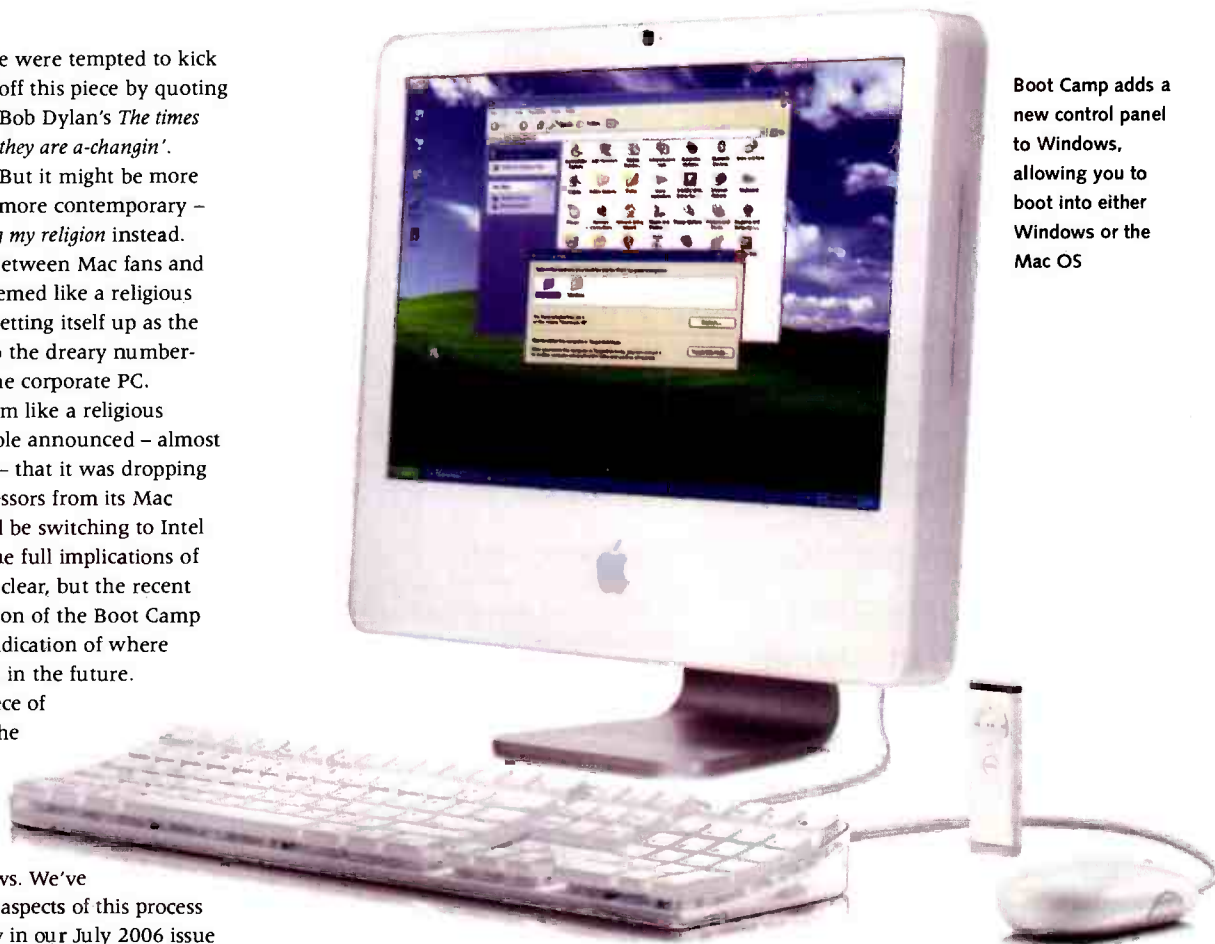 e were tempted to kick
off this piece by quoting
Bob Dylan's The times
they are a-changin'.
But it might be more
more contemporary –
g my religion instead.
etween Mac fans and
emed like a religious
etting itself up as the
o the dreary number-
ne corporate PC.
m like a religious
ple announced – almost
– that it was dropping
essors from its Mac
l be switching to Intel
ne full implications of
clear, but the recent
on of the Boot Camp
dication of where
in the future.
ece of
he
ws. We've
aspects of this process
y in our July 2006 issue
Boot Camp adds a
new control panel
to Windows,
allowing you to
boot into either
Windows or the
Mac OS